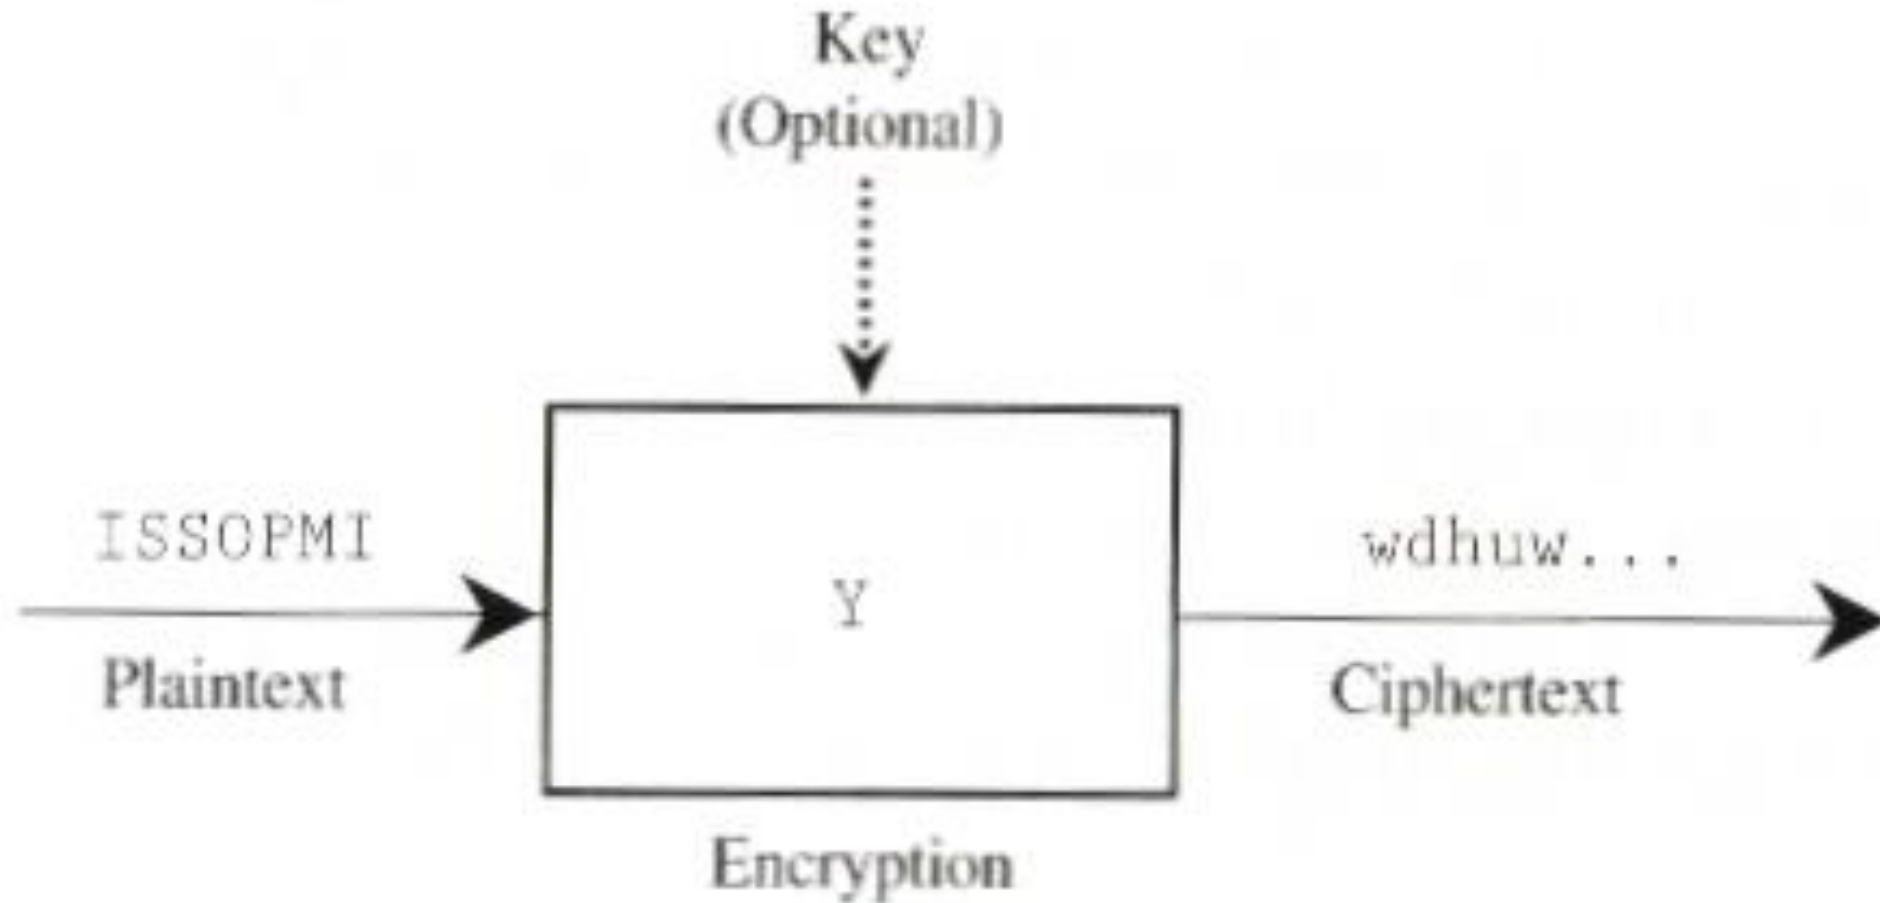 Key
(Optional)
ISSOPMI
Y
wdhuw...
Plaintext
Ciphertext
Encryption